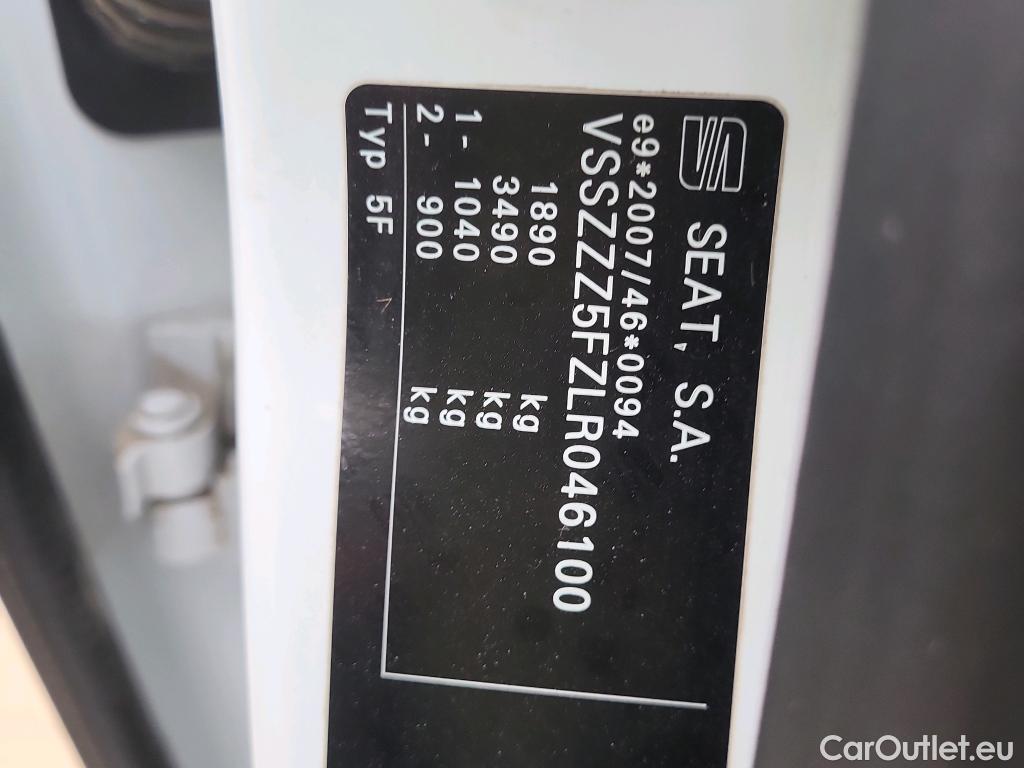 SEAT, S.A.
e9*2007/46*0094
VSSZZZ5FZLR046100
1890 kg
3490 kg
1- 1040 kg
2- 900 kg
Typ 5F
CarOutlet.eu